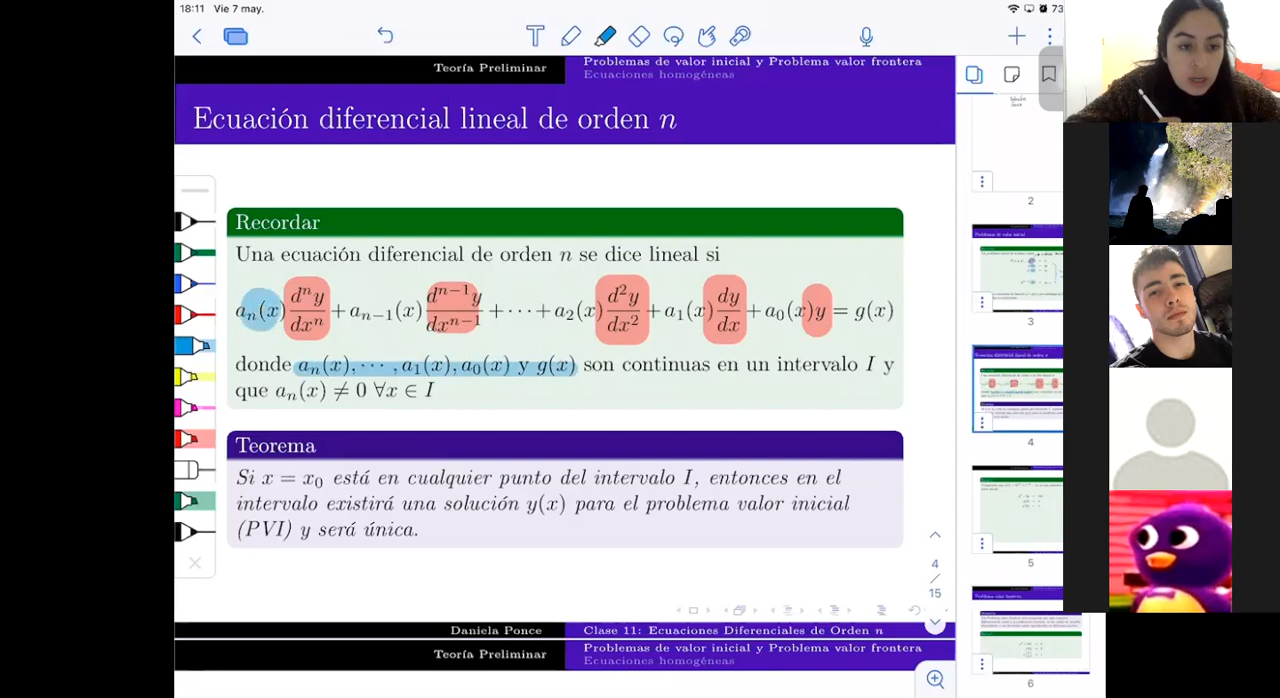 18:11 Vie 7 may.
73
Teoría Preliminar
Problemas de valor inicial y Problema valor frontera
Ecuaciones homogéneas
Ecuación diferencial lineal de orden n
Recordar
Una ecuación diferencial de orden n se dice lineal si
aₙ(x) dⁿy/dxⁿ + aₙ₋₁(x) dⁿ⁻¹y/dxⁿ⁻¹ + ⋯ + a₂(x) d²y/dx² + a₁(x) dy/dx + a₀(x)y = g(x)
donde aₙ(x), ⋯ , a₁(x), a₀(x) y g(x) son continuas en un intervalo I y
que aₙ(x) ≠ 0 ∀x ∈ I
Teorema
Si x = x₀ está en cualquier punto del intervalo I, entonces en el
intervalo existirá una solución y(x) para el problema valor inicial
(PVI) y será única.
4
/
15
Daniela Ponce
Clase 11: Ecuaciones Diferenciales de Orden n
Teoría Preliminar
Problemas de valor inicial y Problema valor frontera
Ecuaciones homogéneas
2
3
4
5
6